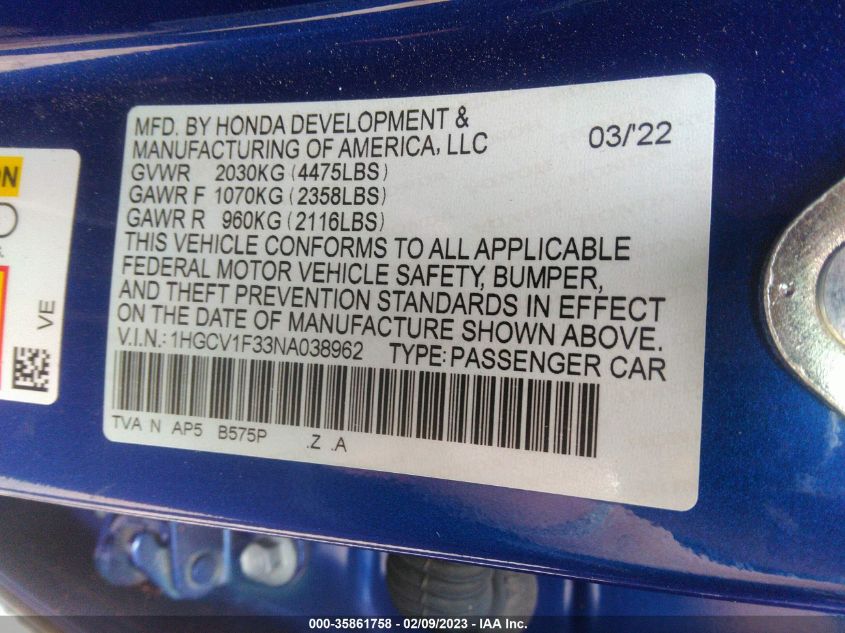 MFD. BY HONDA DEVELOPMENT &
MANUFACTURING OF AMERICA, LLC 03/'22
GVWR 2030KG (4475LBS)
GAWR F 1070KG (2358LBS)
GAWR R 960KG (2116LBS)
THIS VEHICLE CONFORMS TO ALL APPLICABLE
FEDERAL MOTOR VEHICLE SAFETY, BUMPER,
AND THEFT PREVENTION STANDARDS IN EFFECT
ON THE DATE OF MANUFACTURE SHOWN ABOVE.
V.I.N.: 1HGCV1F33NA038962 TYPE: PASSENGER CAR
TVA N AP5 B575P .Z .A
VE
000-35861758 - 02/09/2023 - IAA Inc.